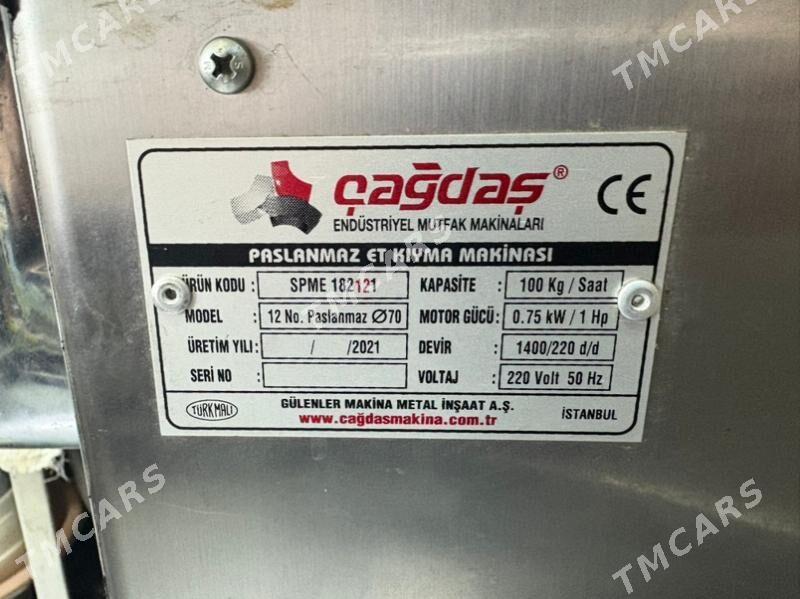 TMCARS
TMCARS
çağdaş®
CE
ENDÜSTRİYEL MUTFAK MAKİNALARI
PASLANMAZ ET KIYMA MAKİNASI
ÜRÜN KODU : SPME 182121 KAPASİTE : 100 Kg / Saat
MODEL : 12 No. Paslanmaz Ø70 MOTOR GÜCÜ : 0.75 kW / 1 Hp
ÜRETİM YILI : / /2021 DEVİR : 1400/220 d/d
SERİ NO : VOLTAJ : 220 Volt 50 Hz
TÜRK MALI
GÜLENLER MAKİNA METAL İNŞAAT A.Ş.
www.cağdasmakina.com.tr
İSTANBUL
TMCARS
TMCARS
TMCARS